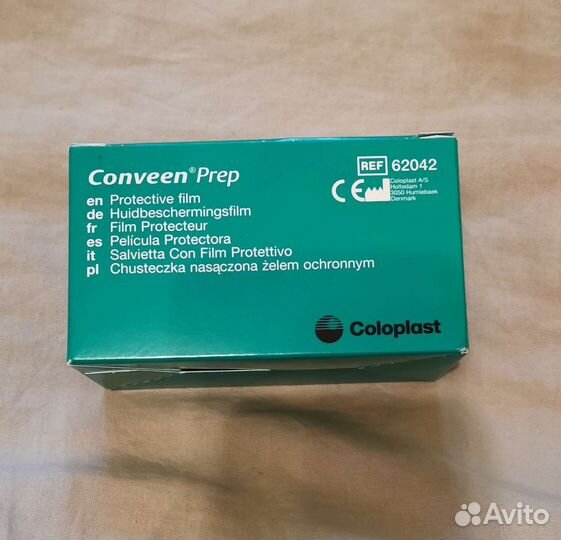 Conveen® Prep
en Protective film
de Huidbeschermingsfilm
fr Film Protecteur
es Película Protectora
it Salvietta Con Film Protettivo
pl Chusteczka nasączona żelem ochronnym
REF 62042
CE
Coloplast A/S
Holtedam 1
3050 Humlebaek
Denmark
Coloplast
Avito